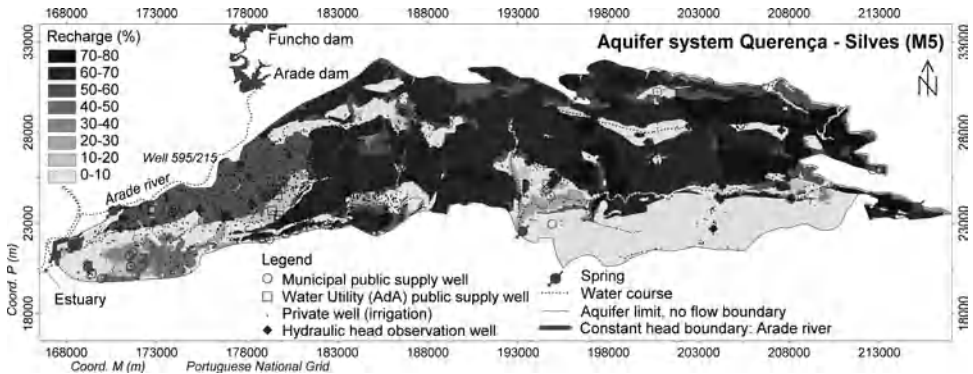 168000 173000 178000 183000 188000 193000 198000 203000 208000 213000
33000
28000
23000
18000
Coord. P (m)
Recharge (%)
70-80
60-70
50-60
40-50
30-40
20-30
10-20
0-10
Funcho dam
Arade dam
Aquifer system Querença - Silves (M5)
N
33000
28000
23000
18000
Well 595/215
Arade river
Estuary
Legend
Municipal public supply well
Water Utility (AdA) public supply well
Private well (irrigation)
Hydraulic head observation well
Spring
Water course
Aquifer limit, no flow boundary
Constant head boundary: Arade river
168000 173000 178000 183000 188000 193000 198000 203000 208000 213000
Coord. M (m) Portuguese National Grid